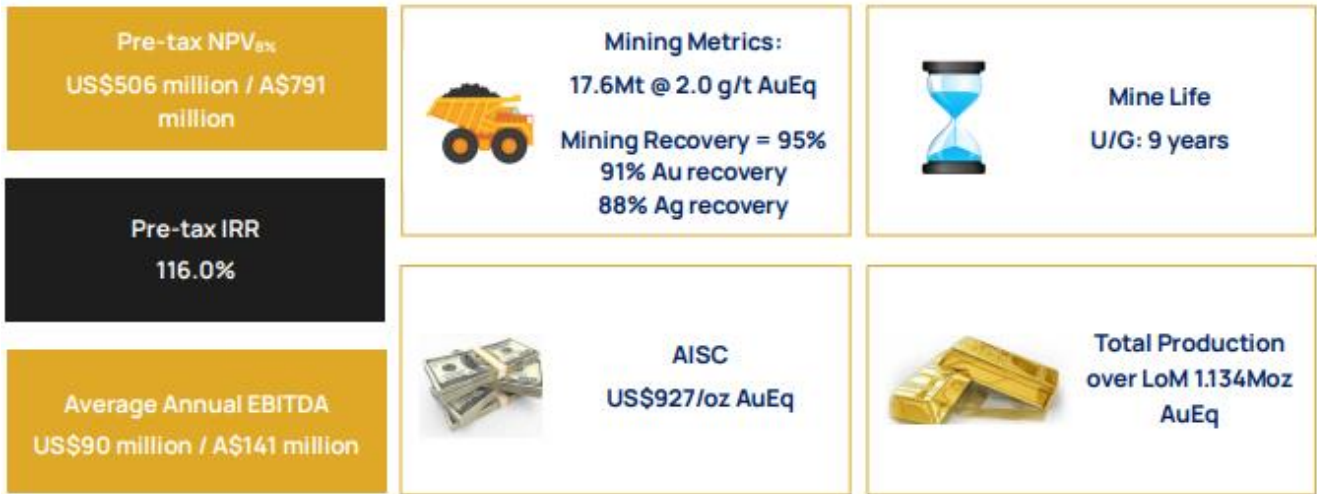 Pre-tax NPV8%
US$506 million / A$791
million
Pre-tax IRR
116.0%
Average Annual EBITDA
US$90 million / A$141 million
Mining Metrics:
17.6Mt @ 2.0 g/t AuEq
Mining Recovery = 95%
91% Au recovery
88% Ag recovery
Mine Life
U/G: 9 years
AISC
US$927/oz AuEq
Total Production
over LoM 1.134Moz
AuEq